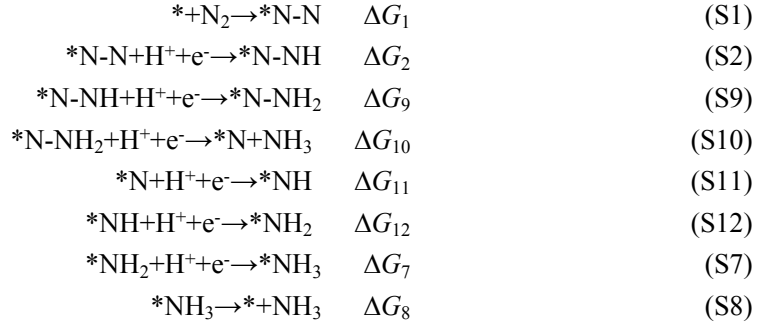 *+N₂→*N-N ΔG₁ (S1)
*N-N+H⁺+e⁻→*N-NH ΔG₂ (S2)
*N-NH+H⁺+e⁻→*N-NH₂ ΔG₉ (S9)
*N-NH₂+H⁺+e⁻→*N+NH₃ ΔG₁₀ (S10)
*N+H⁺+e⁻→*NH ΔG₁₁ (S11)
*NH+H⁺+e⁻→*NH₂ ΔG₁₂ (S12)
*NH₂+H⁺+e⁻→*NH₃ ΔG₇ (S7)
*NH₃→*+NH₃ ΔG₈ (S8)